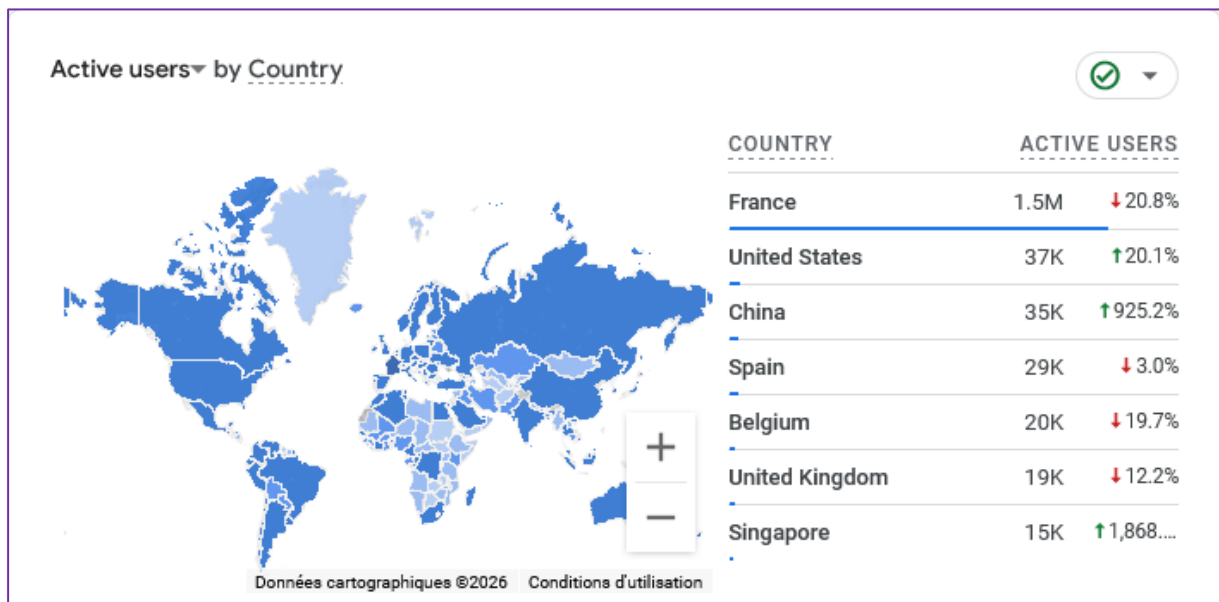 Active users by Country
COUNTRY ACTIVE USERS
France 1.5M ↓20.8%
United States 37K ↑20.1%
China 35K ↑925.2%
Spain 29K ↓3.0%
Belgium 20K ↓19.7%
United Kingdom 19K ↓12.2%
Singapore 15K ↑1,868....
+
−
Données cartographiques ©2026 Conditions d'utilisation